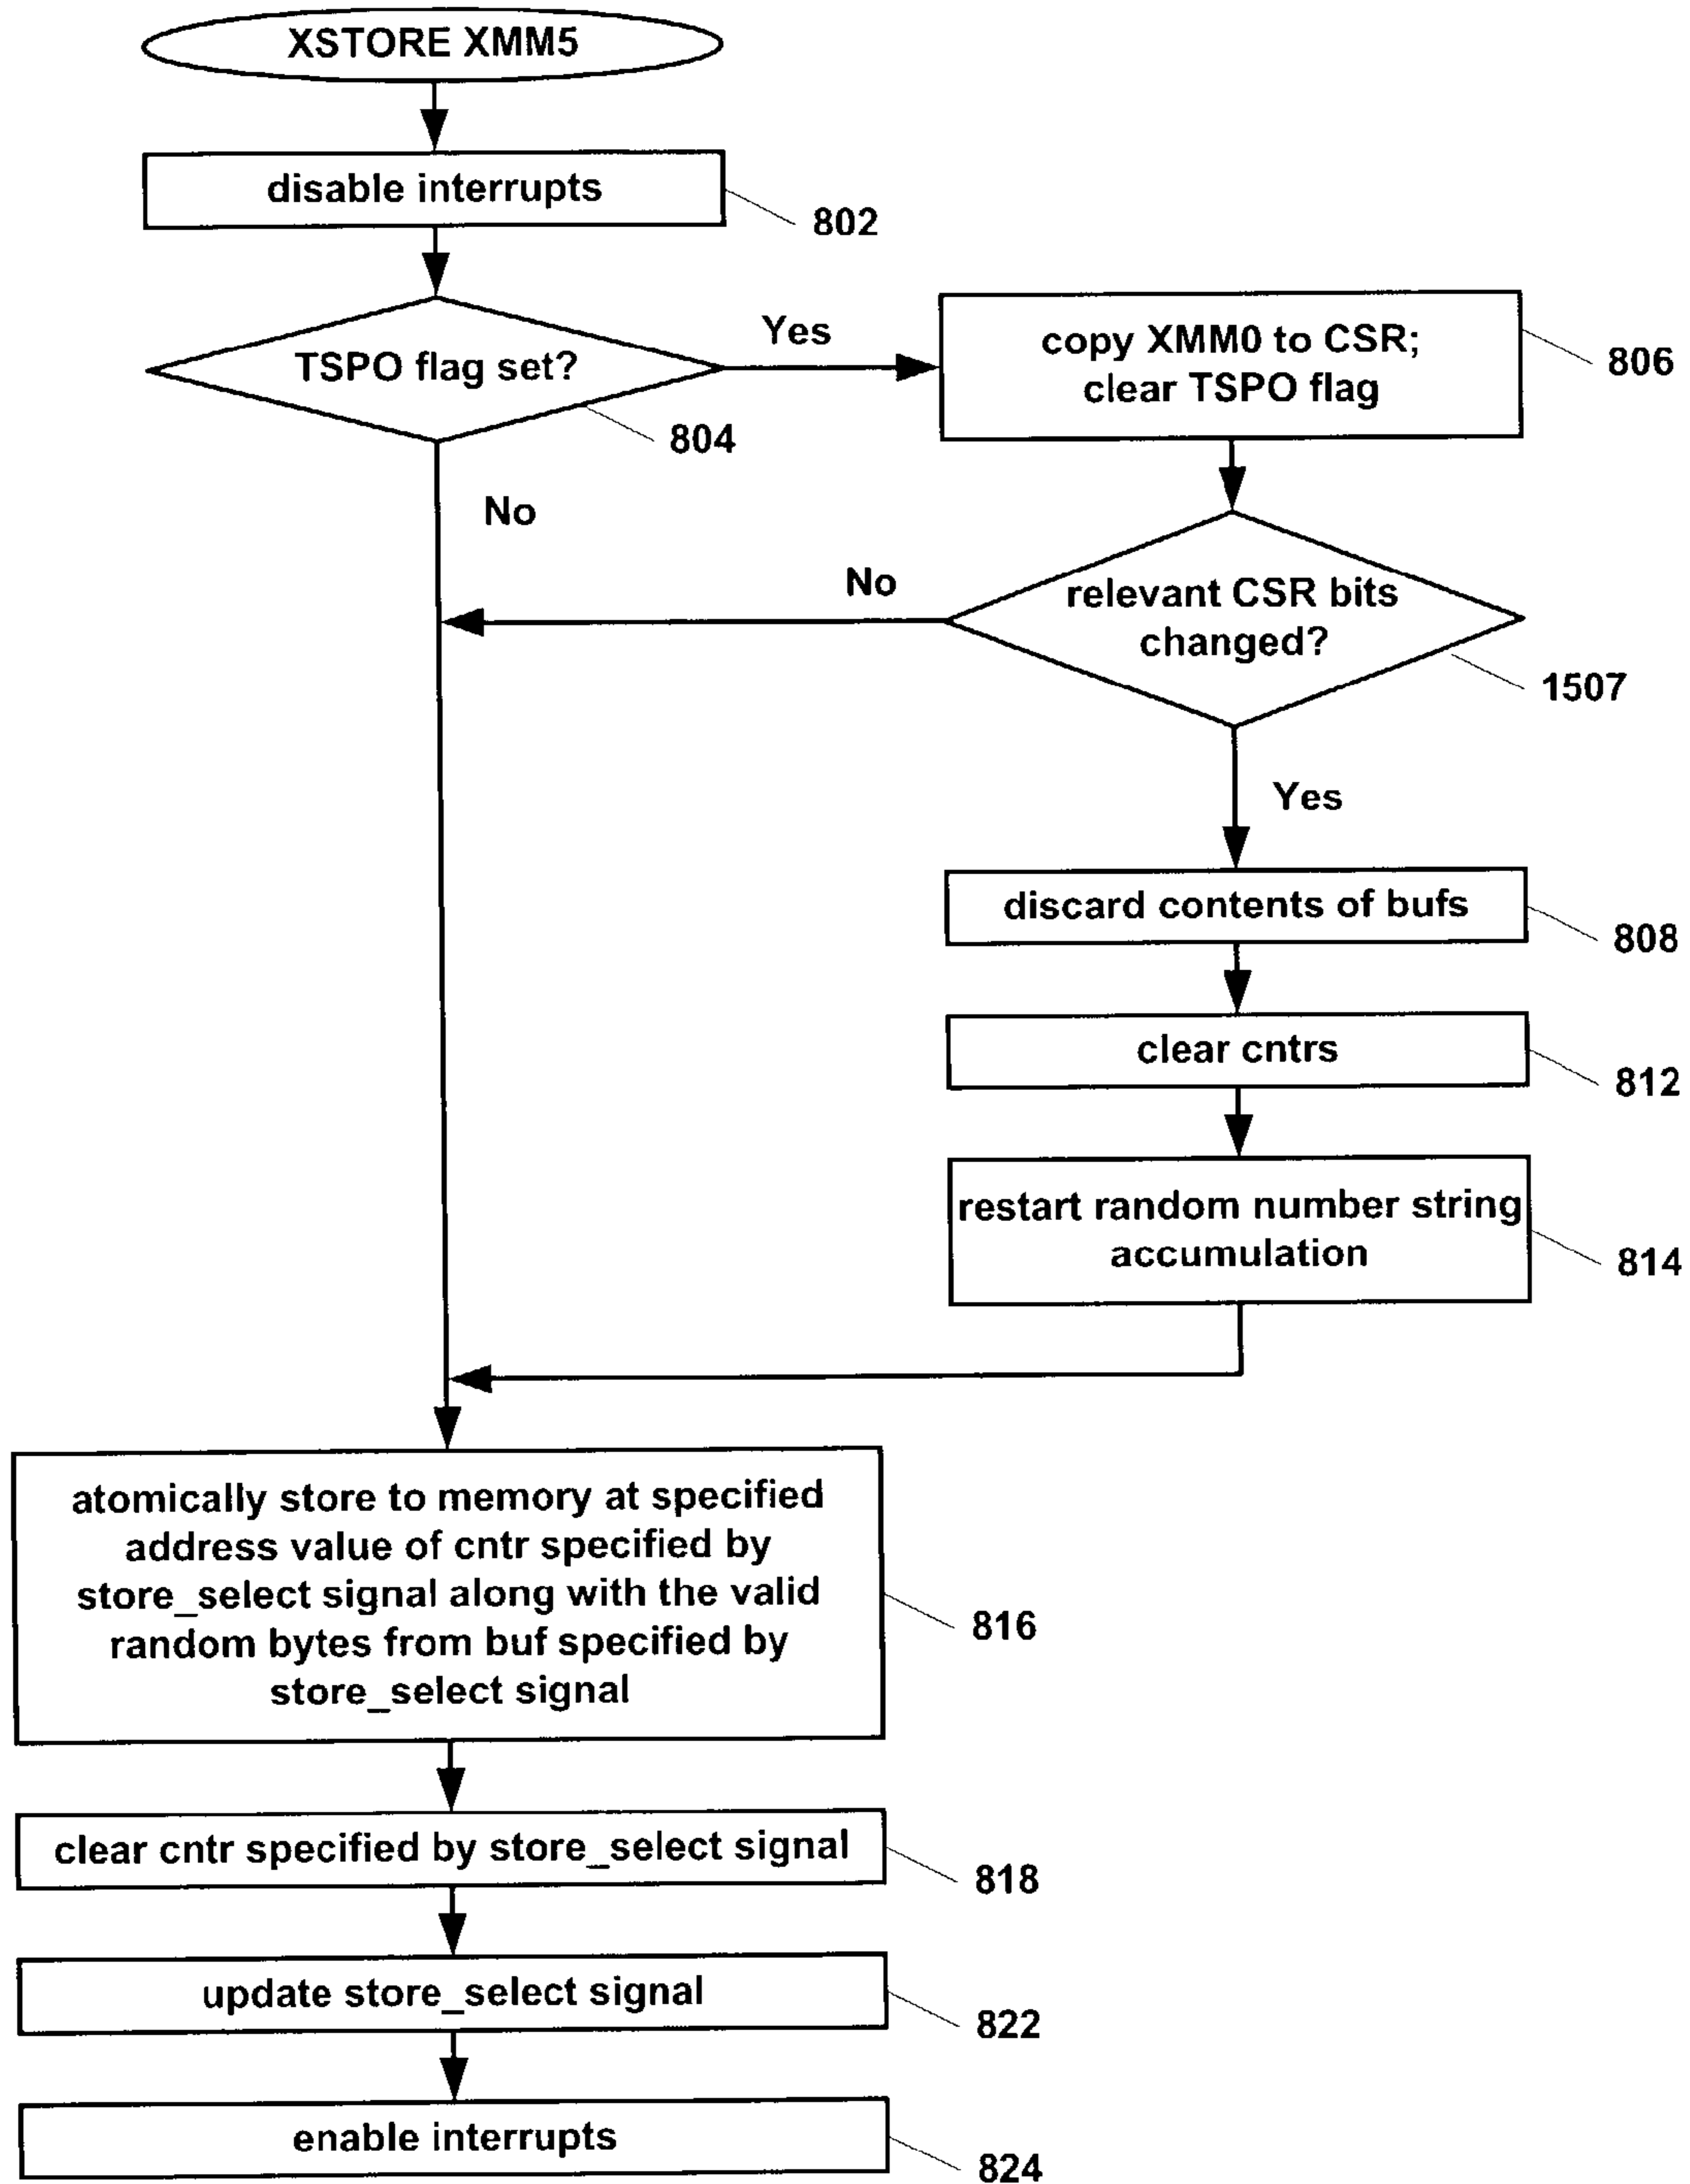 XSTORE XMM5
disable interrupts
802
TSPO flag set?
804
Yes
copy XMM0 to CSR;
clear TSPO flag
806
No
No
relevant CSR bits
changed?
1507
Yes
discard contents of bufs
808
clear cntrs
812
restart random number string
accumulation
814
atomically store to memory at specified
address value of cntr specified by
store_select signal along with the valid
random bytes from buf specified by
store_select signal
816
clear cntr specified by store_select signal
818
update store_select signal
822
enable interrupts
824